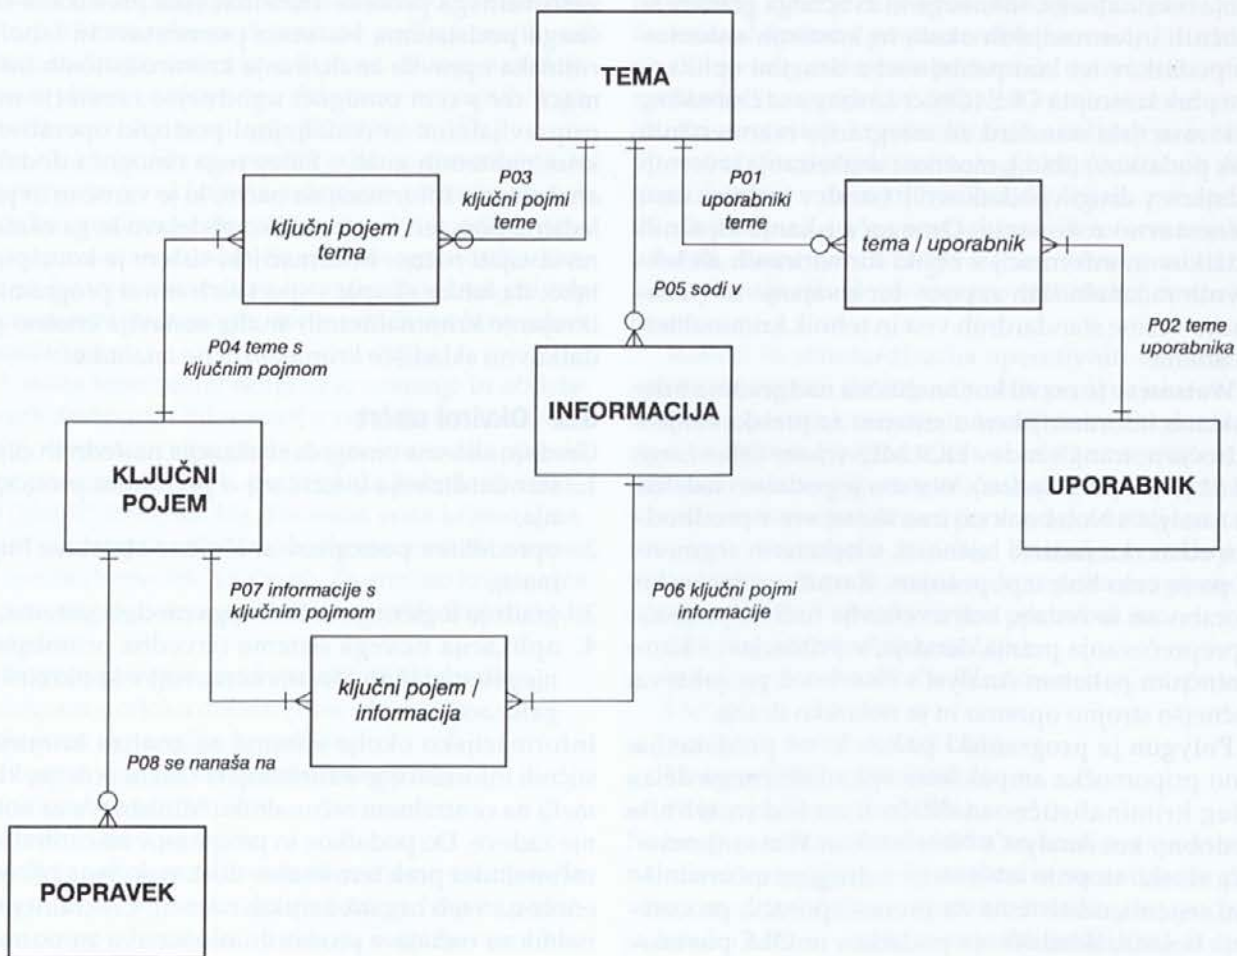 TEMA
P03
ključni pojmi
teme
P01
uporabniki
teme
ključni pojem /
tema
tema / uporabnik
P05 sodi v
P02 teme
uporabnika
P04 teme s
ključnim pojmom
INFORMACIJA
KLJUČNI
POJEM
UPORABNIK
P07 informacije s
ključnim pojmom
P06 ključni pojmi
informacije
ključni pojem /
informacija
P08 se nanaša na
POPRAVEK